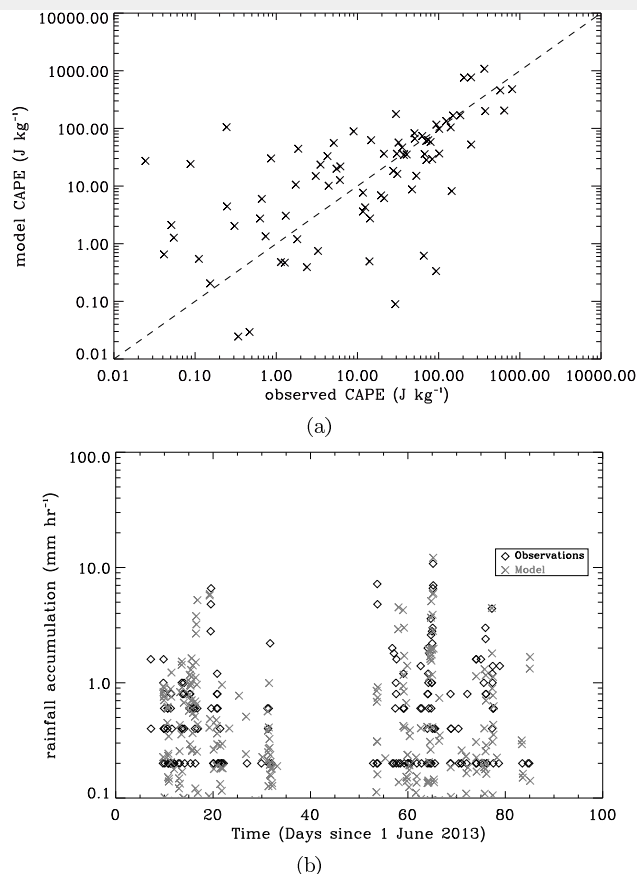 10000.00
1000.00
100.00
10.00
1.00
0.10
0.01
model CAPE (J kg⁻¹)
0.01 0.10 1.00 10.00 100.00 1000.00 10000.00
observed CAPE (J kg⁻¹)
(a)
100.0
10.0
1.0
0.1
rainfall accumulation (mm hr⁻¹)
Observations
Model
0 20 40 60 80 100
Time (Days since 1 June 2013)
(b)